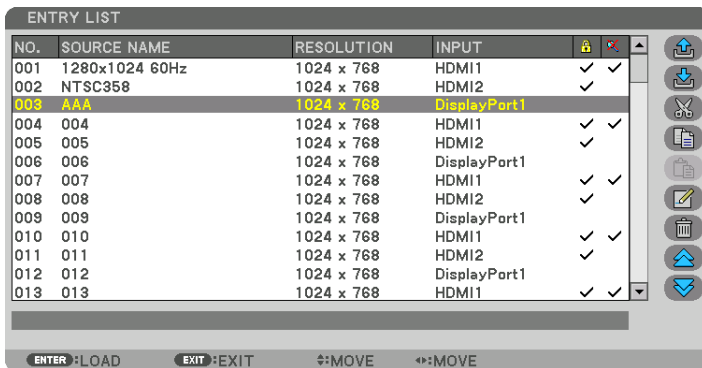 ENTRY LIST
NO. SOURCE NAME RESOLUTION INPUT
001 1280x1024 60Hz 1024 x 768 HDMI1 ✓ ✓
002 NTSC358 1024 x 768 HDMI2 ✓
003 AAA 1024 x 768 DisplayPort1
004 004 1024 x 768 HDMI1 ✓ ✓
005 005 1024 x 768 HDMI2 ✓
006 006 1024 x 768 DisplayPort1
007 007 1024 x 768 HDMI1 ✓ ✓
008 008 1024 x 768 HDMI2 ✓
009 009 1024 x 768 DisplayPort1
010 010 1024 x 768 HDMI1 ✓ ✓
011 011 1024 x 768 HDMI2 ✓
012 012 1024 x 768 DisplayPort1
013 013 1024 x 768 HDMI1 ✓ ✓
ENTER :LOAD EXIT :EXIT :MOVE :MOVE